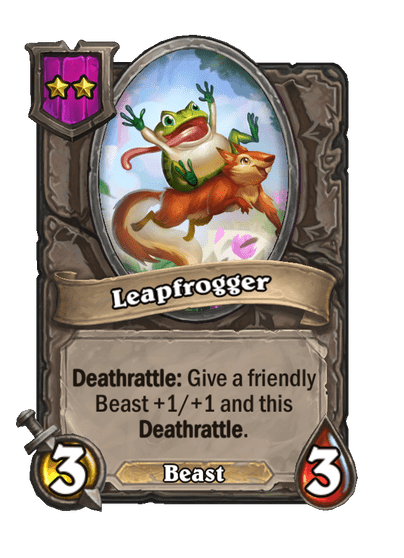 Leapfrogger
Deathrattle: Give a friendly
Beast +1/+1 and this
Deathrattle.
3
Beast
3